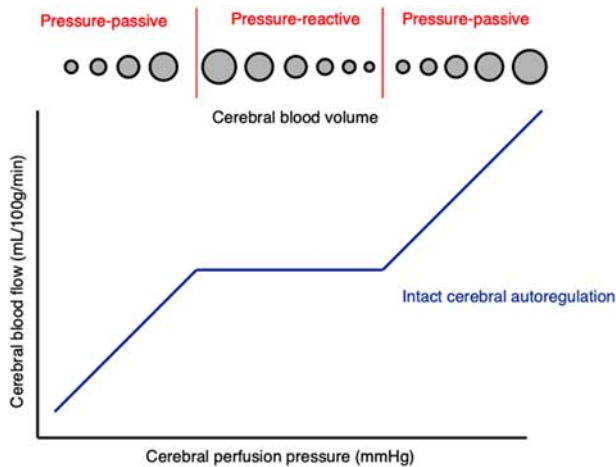 Pressure-passive
Pressure-reactive
Pressure-passive
Cerebral blood volume
Cerebral blood flow (mL/100g/min)
Intact cerebral autoregulation
Cerebral perfusion pressure (mmHg)